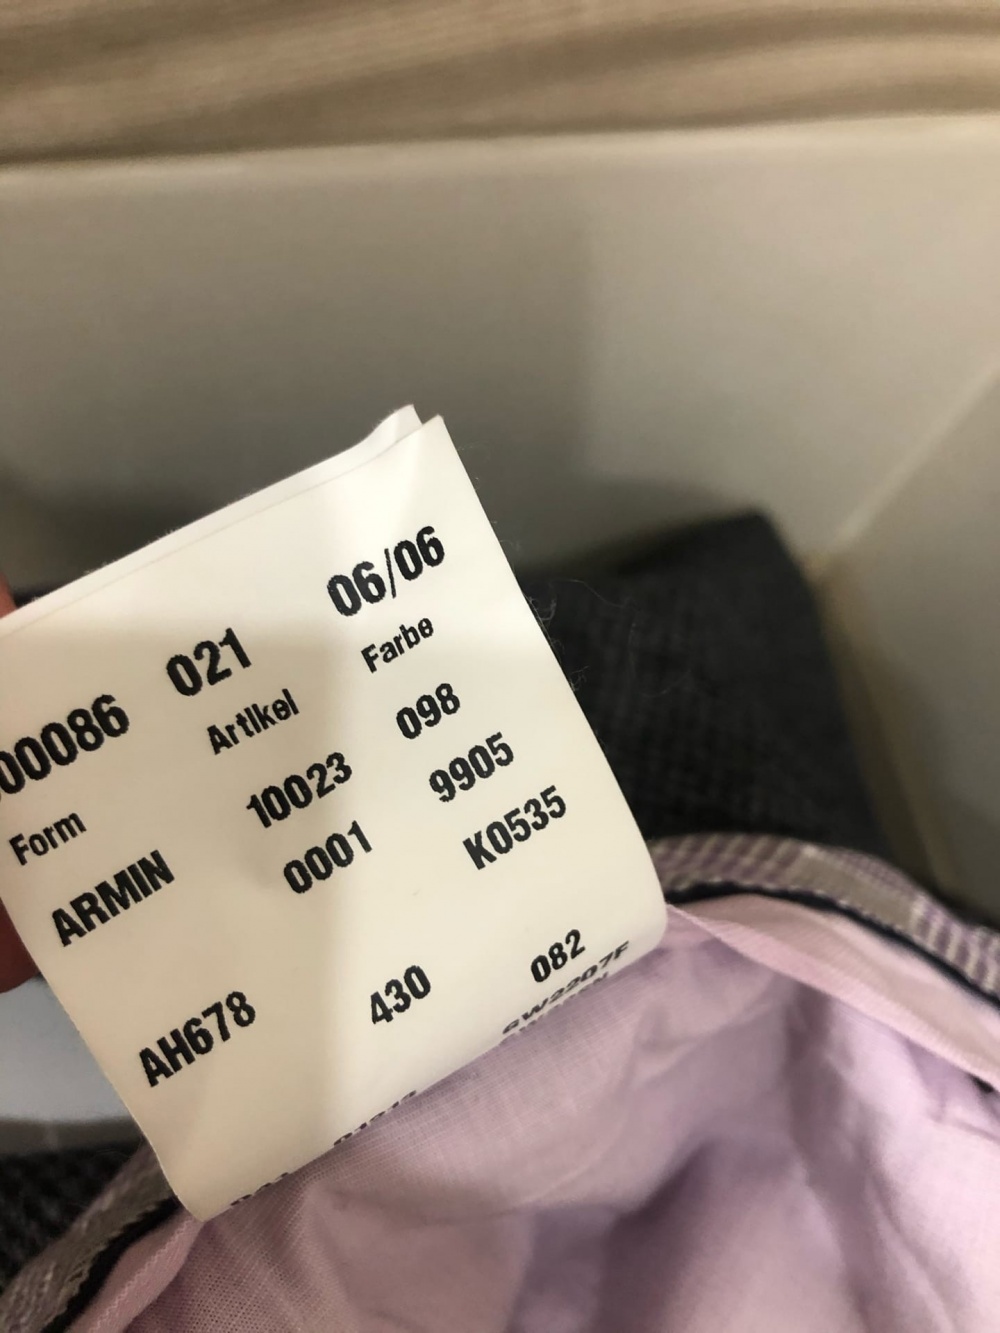 00086 021 06/06
Form Artikel Farbe
ARMIN 10023 098
0001 9905
K0535
AH678 430 082